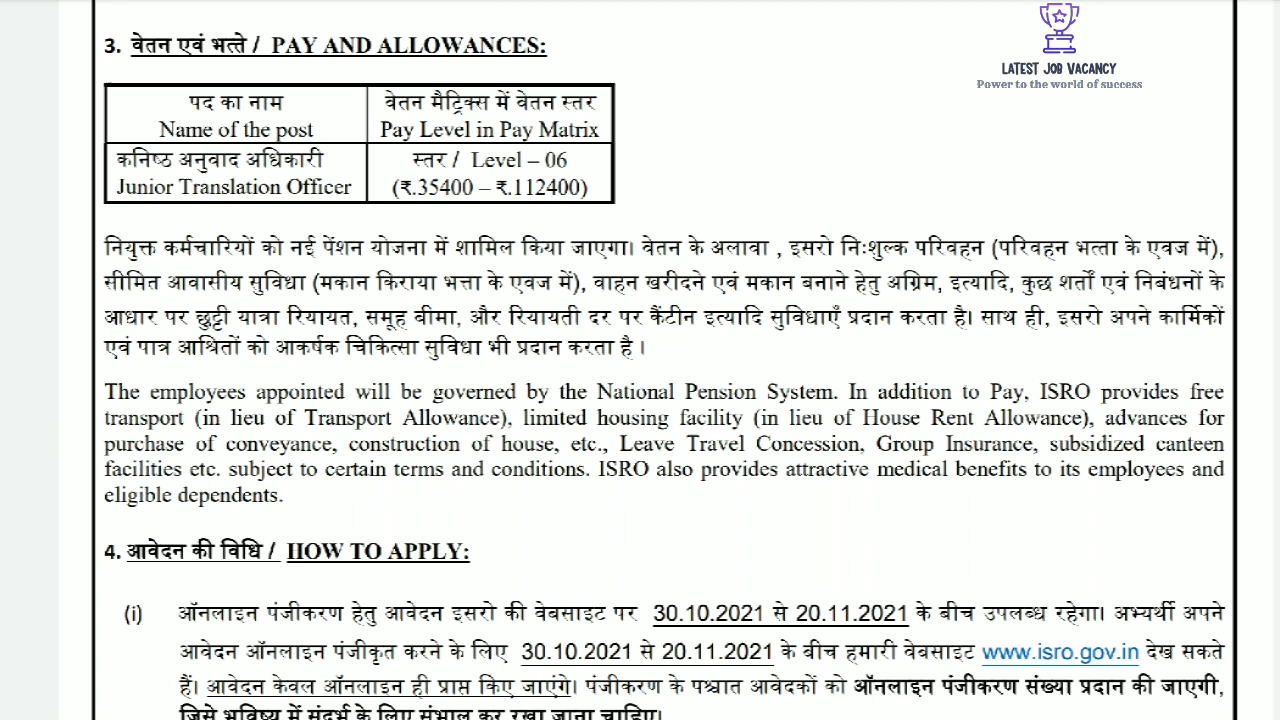 LATEST JOB VACANCY
Power to the world of success
3. वेतन एवं भत्ते / PAY AND ALLOWANCES:
पद का नाम
Name of the post
वेतन मैट्रिक्स में वेतन स्तर
Pay Level in Pay Matrix
कनिष्ठ अनुवाद अधिकारी
Junior Translation Officer
स्तर / Level – 06
(₹.35400 – ₹.112400)
नियुक्त कर्मचारियों को नई पेंशन योजना में शामिल किया जाएगा। वेतन के अलावा , इसरो निःशुल्क परिवहन (परिवहन भत्ता के एवज में),
सीमित आवासीय सुविधा (मकान किराया भत्ता के एवज में), वाहन खरीदने एवं मकान बनाने हेतु अग्रिम, इत्यादि, कुछ शर्तों एवं निबंधनों के
आधार पर छुट्टी यात्रा रियायत, समूह बीमा, और रियायती दर पर कैंटीन इत्यादि सुविधाएँ प्रदान करता है। साथ ही, इसरो अपने कार्मिकों
एवं पात्र आश्रितों को आकर्षक चिकित्सा सुविधा भी प्रदान करता है ।
The employees appointed will be governed by the National Pension System. In addition to Pay, ISRO provides free
transport (in lieu of Transport Allowance), limited housing facility (in lieu of House Rent Allowance), advances for
purchase of conveyance, construction of house, etc., Leave Travel Concession, Group Insurance, subsidized canteen
facilities etc. subject to certain terms and conditions. ISRO also provides attractive medical benefits to its employees and
eligible dependents.
4. आवेदन की विधि / HOW TO APPLY:
(i) ऑनलाइन पंजीकरण हेतु आवेदन इसरो की वेबसाइट पर 30.10.2021 से 20.11.2021 के बीच उपलब्ध रहेगा। अभ्यर्थी अपने
आवेदन ऑनलाइन पंजीकृत करने के लिए 30.10.2021 से 20.11.2021 के बीच हमारी वेबसाइट www.isro.gov.in देख सकते
हैं। आवेदन केवल ऑनलाइन ही प्राप्त किए जाएंगे। पंजीकरण के पश्चात आवेदकों को ऑनलाइन पंजीकरण संख्या प्रदान की जाएगी,
जिसे भविष्य में संदर्भ के लिए संभाल कर रखा जाना चाहिए।